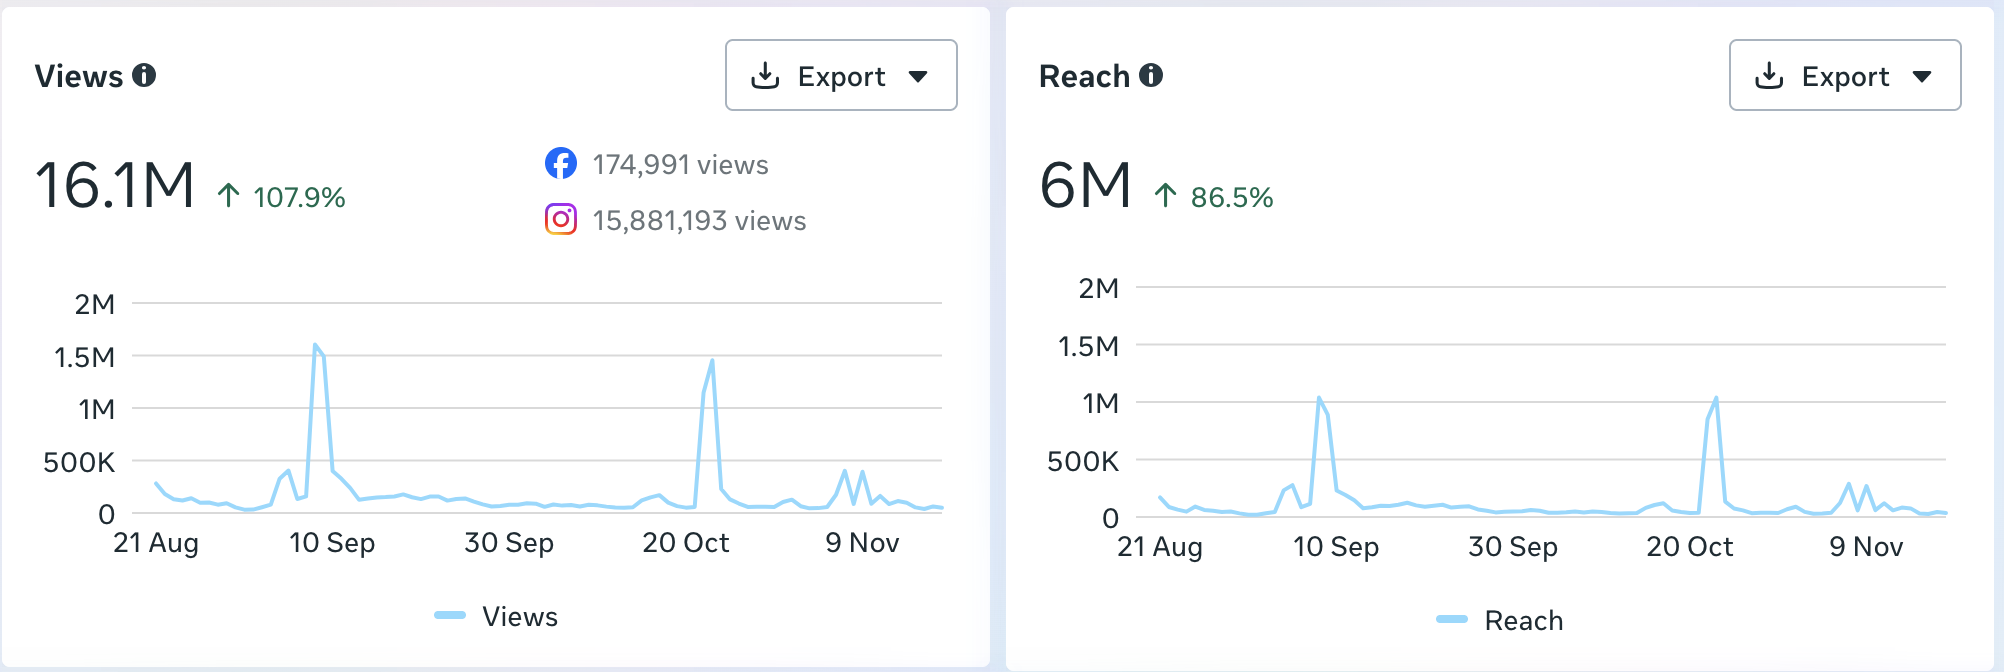 Views
Export
16.1M
107.9%
174,991 views
15,881,193 views
2M
1.5M
1M
500K
0
21 Aug
10 Sep
30 Sep
20 Oct
9 Nov
Views
Reach
Export
6M
86.5%
2M
1.5M
1M
500K
0
21 Aug
10 Sep
30 Sep
20 Oct
9 Nov
Reach